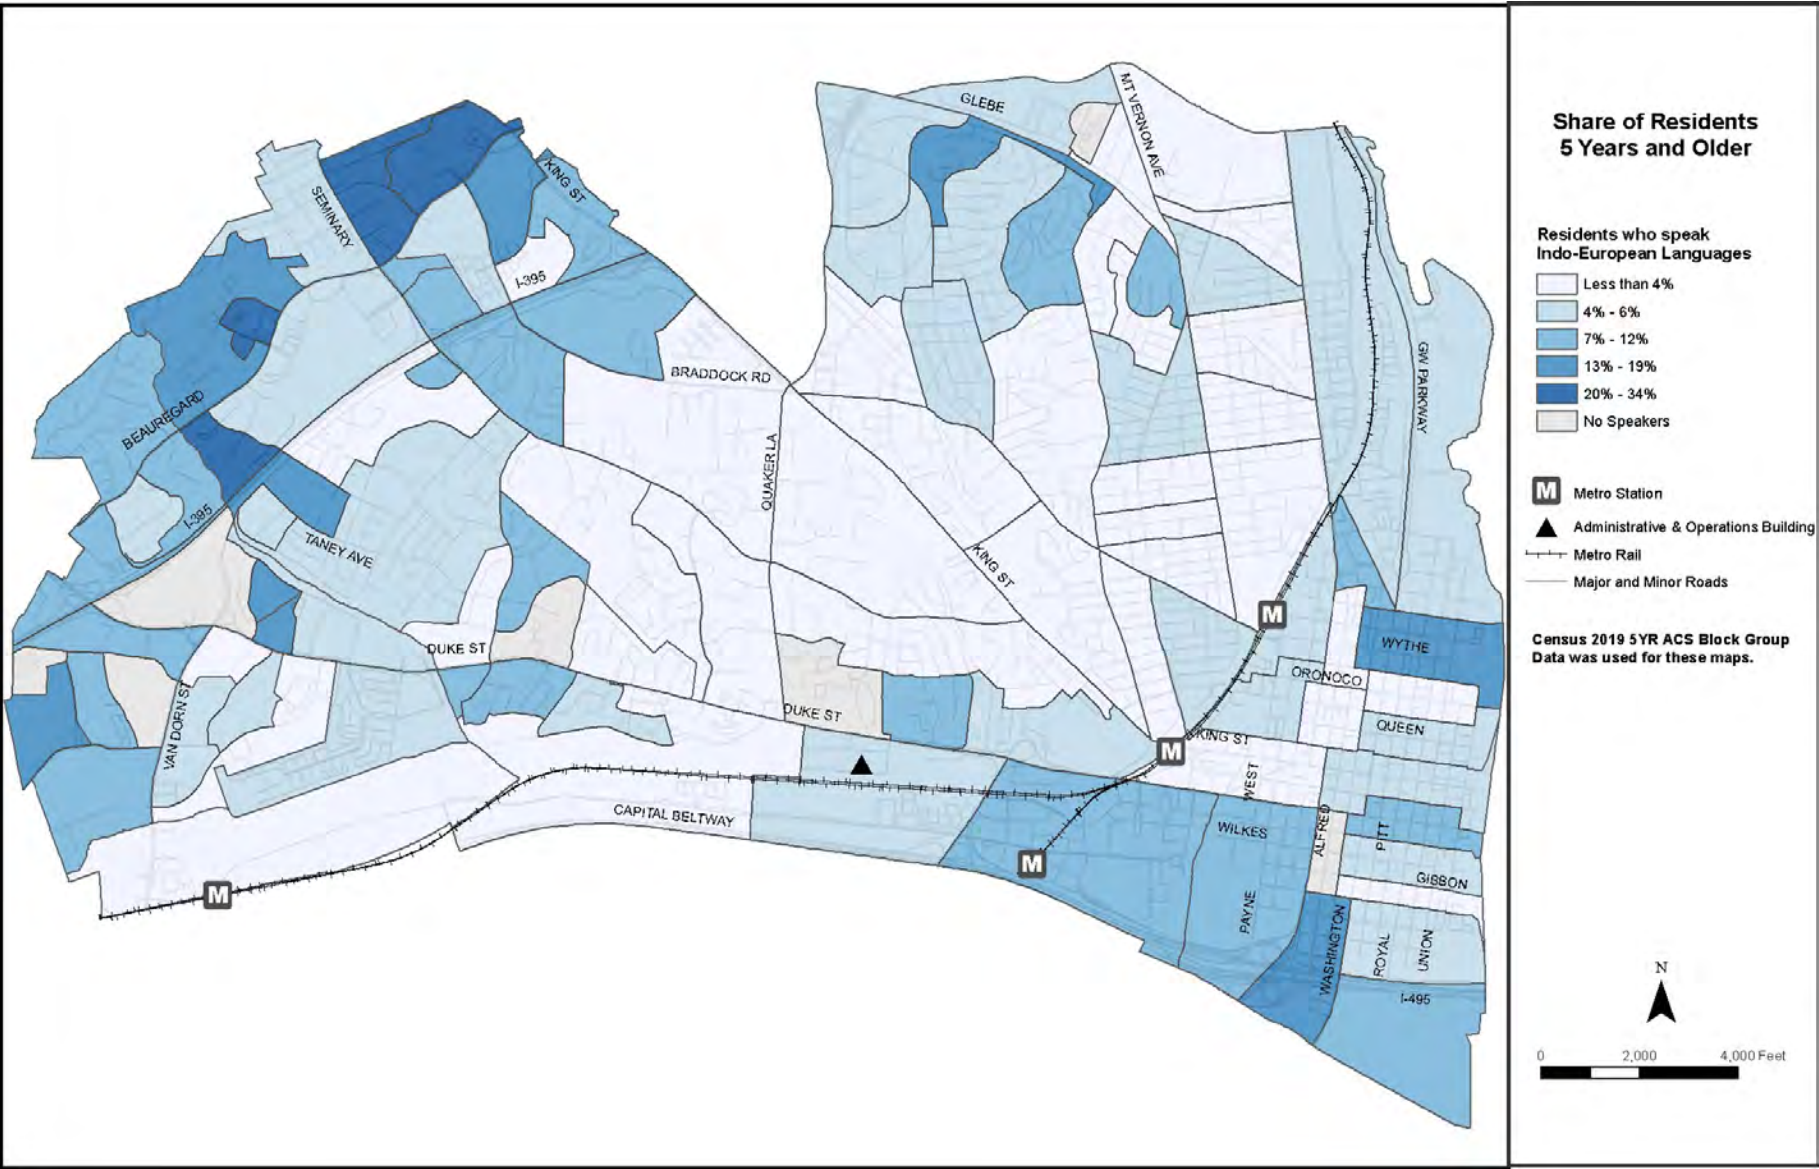 GLEBE
MT VERNON AVE
KING ST
SEMINARY
I-395
GW PARKWAY
BRADDOCK RD
BEAUREGARD
QUAKER LA
I-395
TANEY AVE
KING ST
DUKE ST
WYTHE
ORONOCO
VAN DORN ST
DUKE ST
QUEEN
KING ST
WEST
CAPITAL BELTWAY
WILKES
ALFRED
PITT
GIBBON
PAYNE
WASHINGTON
ROYAL
UNION
I-495
M
M
M
M
Share of Residents
5 Years and Older
Residents who speak
Indo-European Languages
Less than 4%
4% - 6%
7% - 12%
13% - 19%
20% - 34%
No Speakers
M Metro Station
Administrative & Operations Building
Metro Rail
Major and Minor Roads
Census 2019 5YR ACS Block Group
Data was used for these maps.
N
0 2,000 4,000 Feet